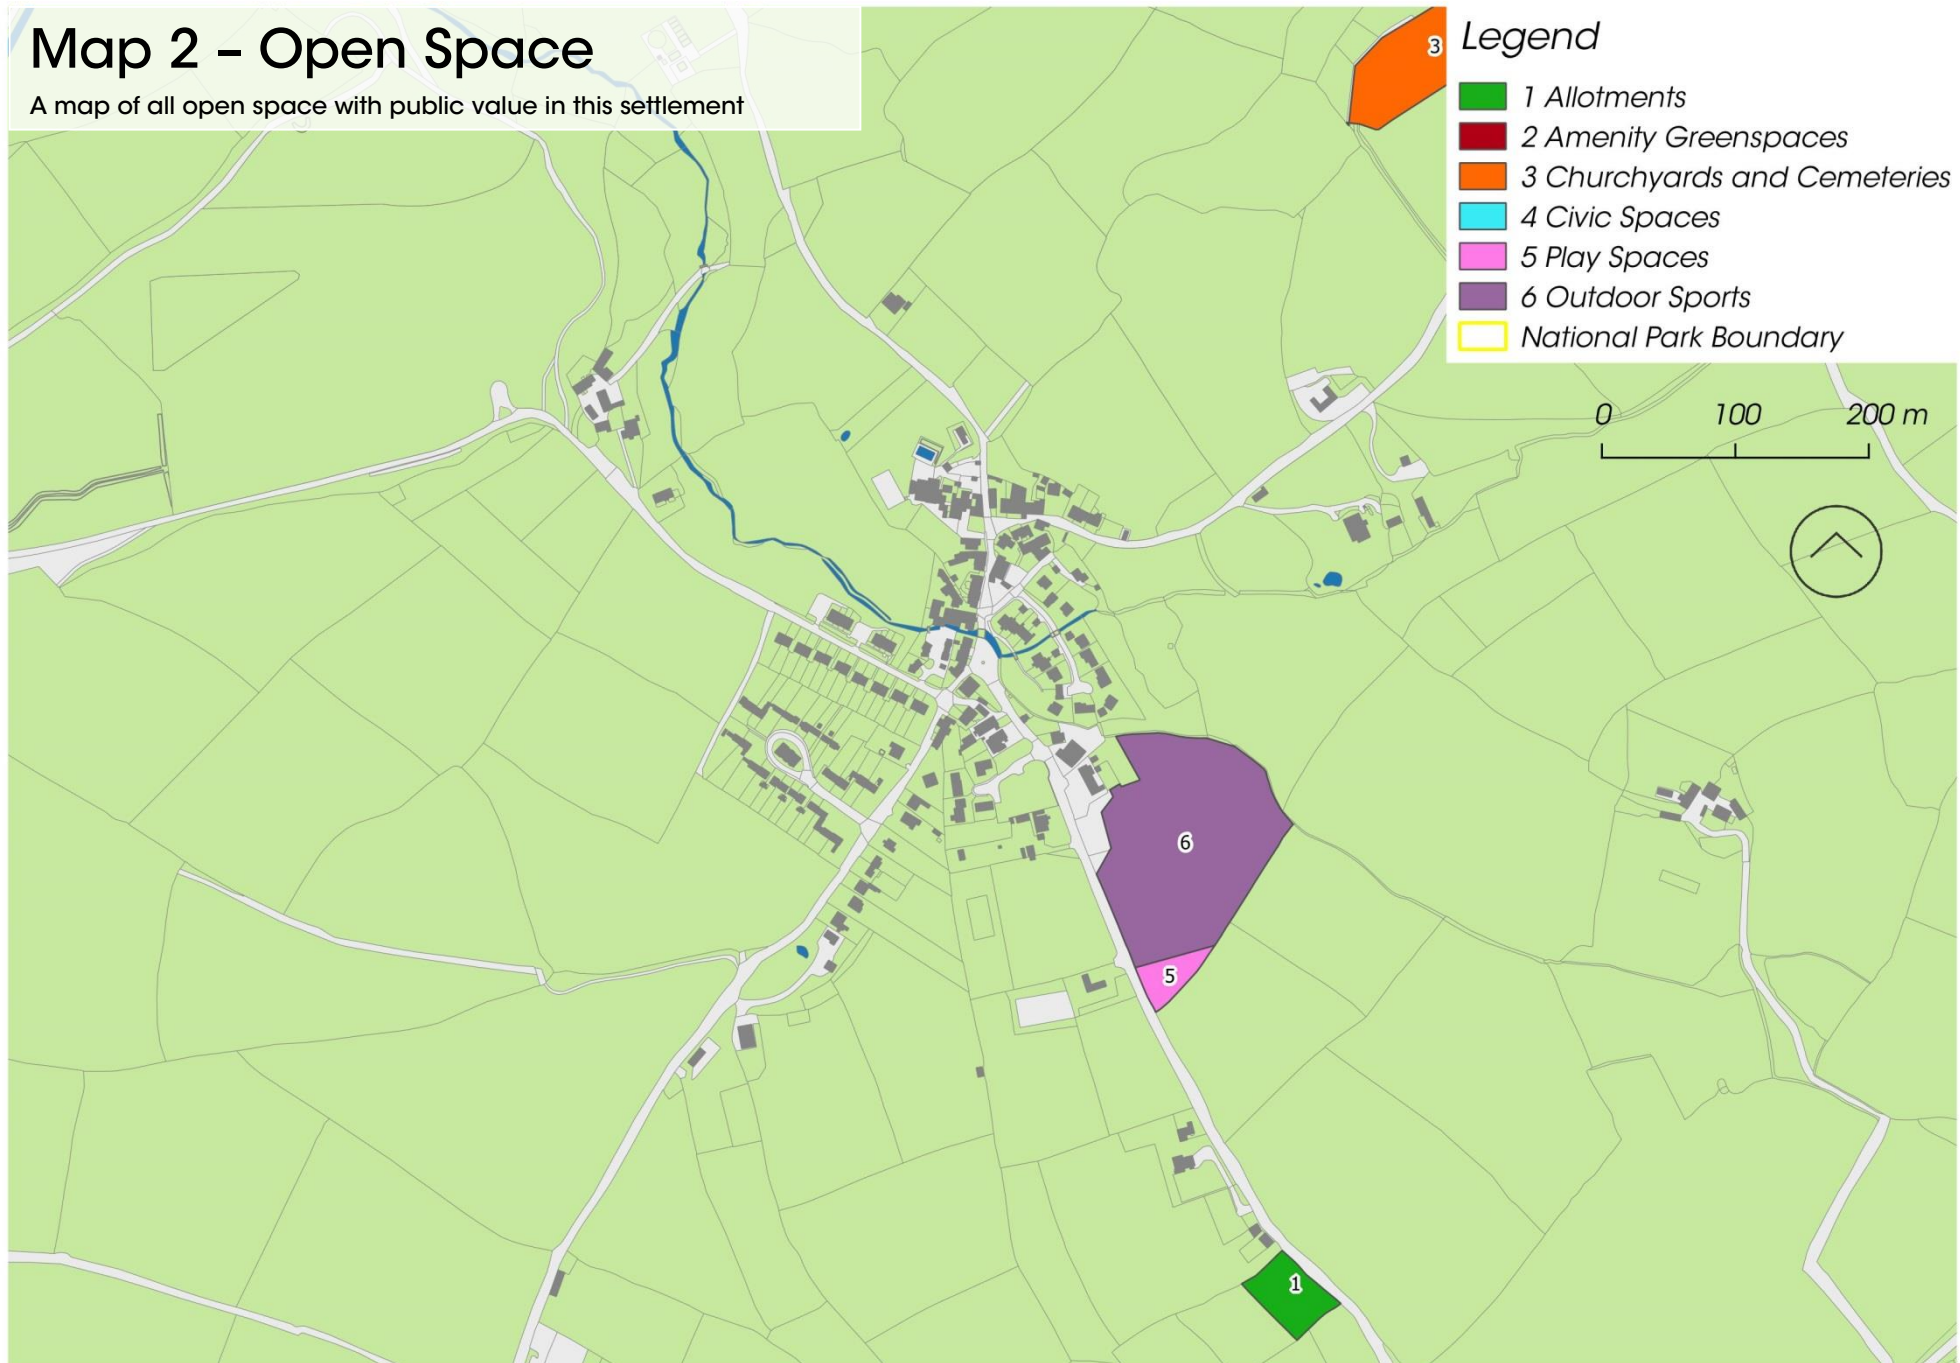 Map 2 – Open Space
A map of all open space with public value in this settlement
Legend
1 Allotments
2 Amenity Greenspaces
3 Churchyards and Cemeteries
4 Civic Spaces
5 Play Spaces
6 Outdoor Sports
National Park Boundary
0 100 200 m
3
6
5
1